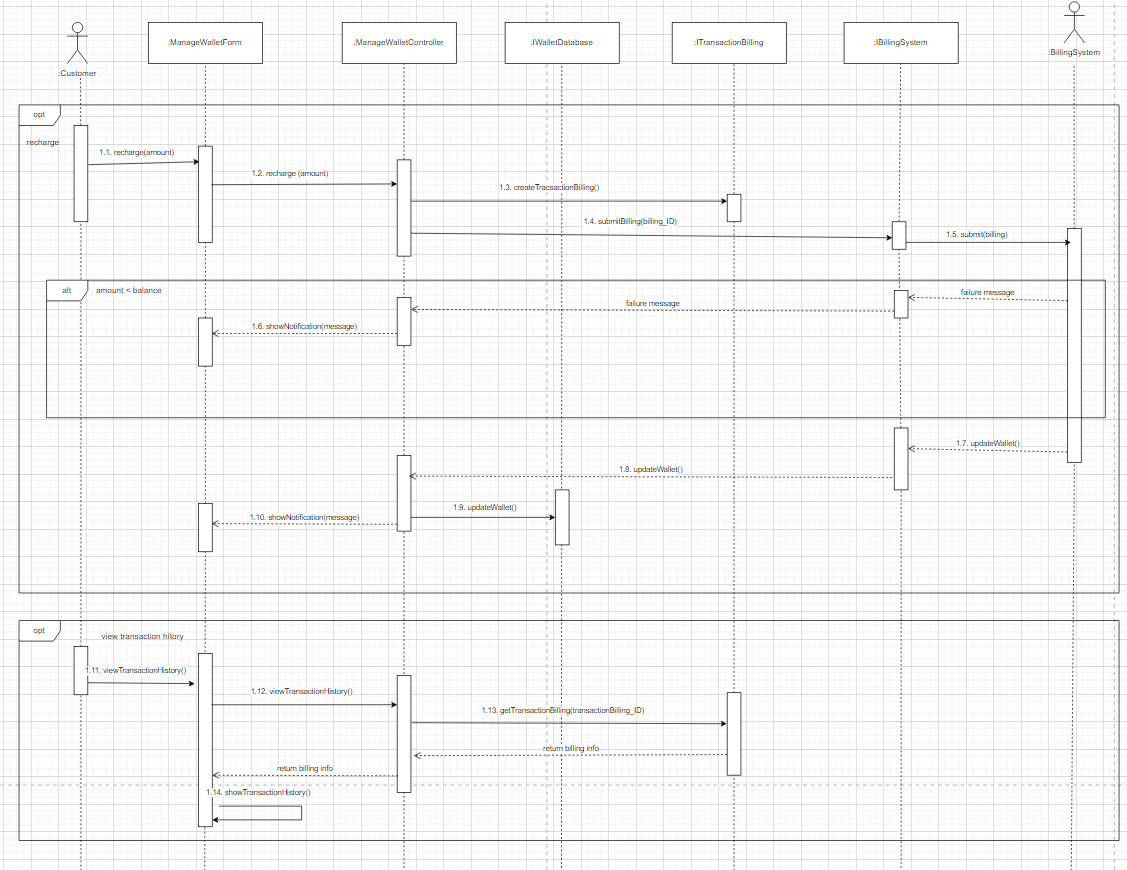 :Customer
:ManageWalletForm
:ManageWalletController
:IWalletDatabase
:ITransactionBilling
:IBillingSystem
:BillingSystem
opt
recharge
1.1. recharge(amount)
1.2. recharge (amount)
1.3. createTracsactionBilling()
1.4. submitBilling(billing_ID)
1.5. submit(billing)
alt
amount < balance
failure message
failure message
1.6. showNotification(message)
1.7. updateWallet()
1.8. updateWallet()
1.9. updateWallet()
1.10. showNotification(message)
opt
view transaction hítory
1.11. viewTransactionHistory()
1.12. viewTransactionHistory()
1.13. getTransactionBilling(transactionBilling_ID)
return billing info
return billing info
1.14. showTransactionHistory()